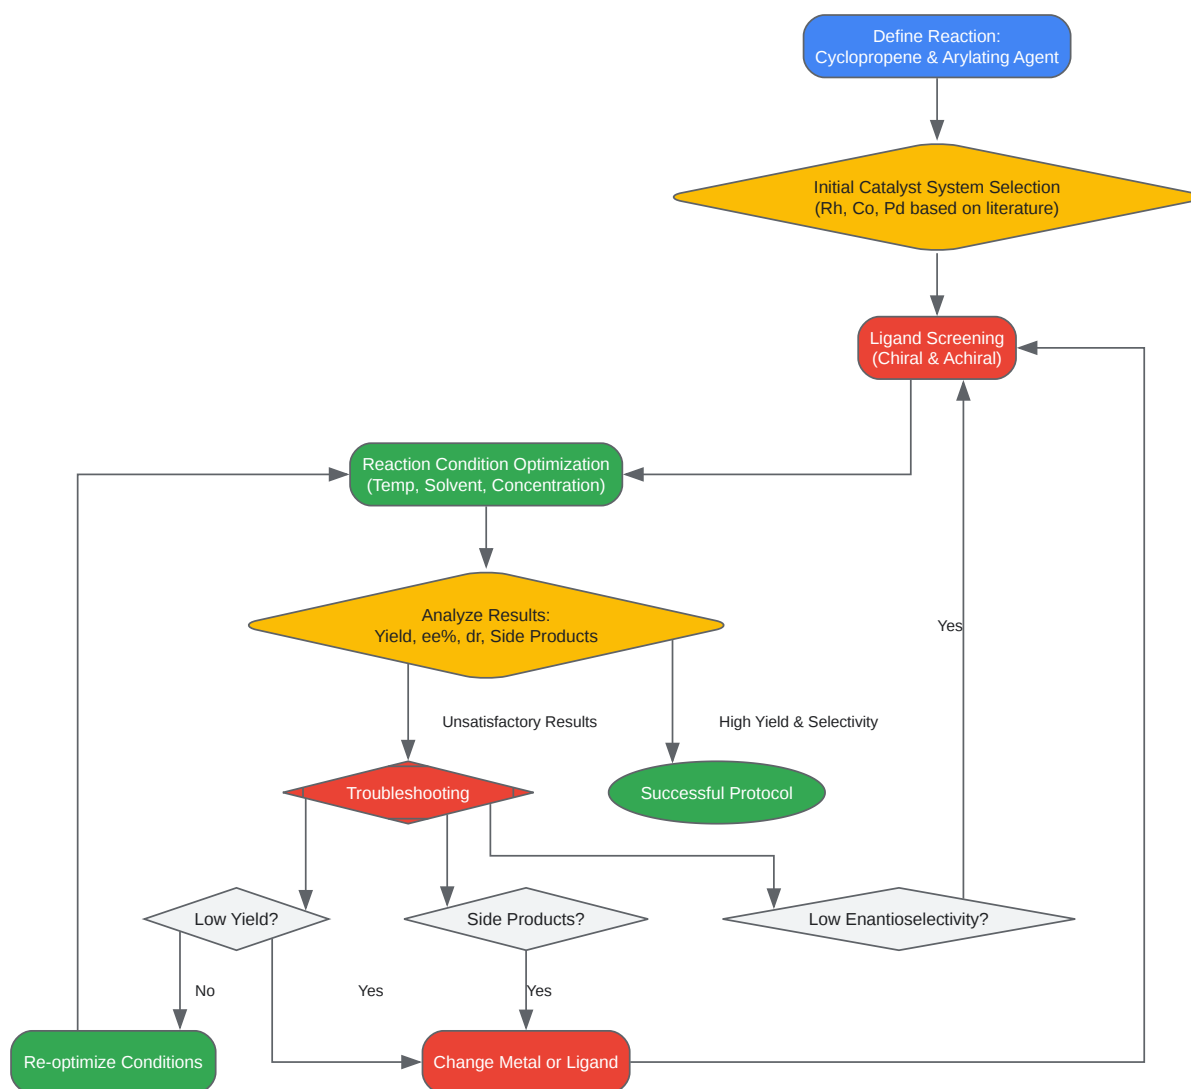 Define Reaction:
Cyclopropene & Arylating Agent
Initial Catalyst System Selection
(Rh, Co, Pd based on literature)
Ligand Screening
(Chiral & Achiral)
Reaction Condition Optimization
(Temp, Solvent, Concentration)
Analyze Results:
Yield, ee%, dr, Side Products
Yes
Unsatisfactory Results
High Yield & Selectivity
Troubleshooting
Successful Protocol
Low Yield?
Side Products?
Low Enantioselectivity?
No
Yes
Yes
Re-optimize Conditions
Change Metal or Ligand